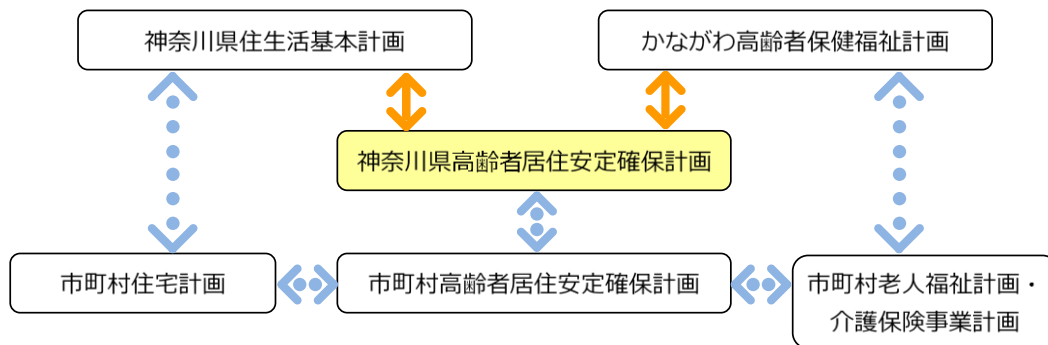 神奈川県住生活基本計画
かながわ高齢者保健福祉計画
神奈川県高齢者居住安定確保計画
市町村住宅計画
市町村高齢者居住安定確保計画
市町村老人福祉計画・
介護保険事業計画